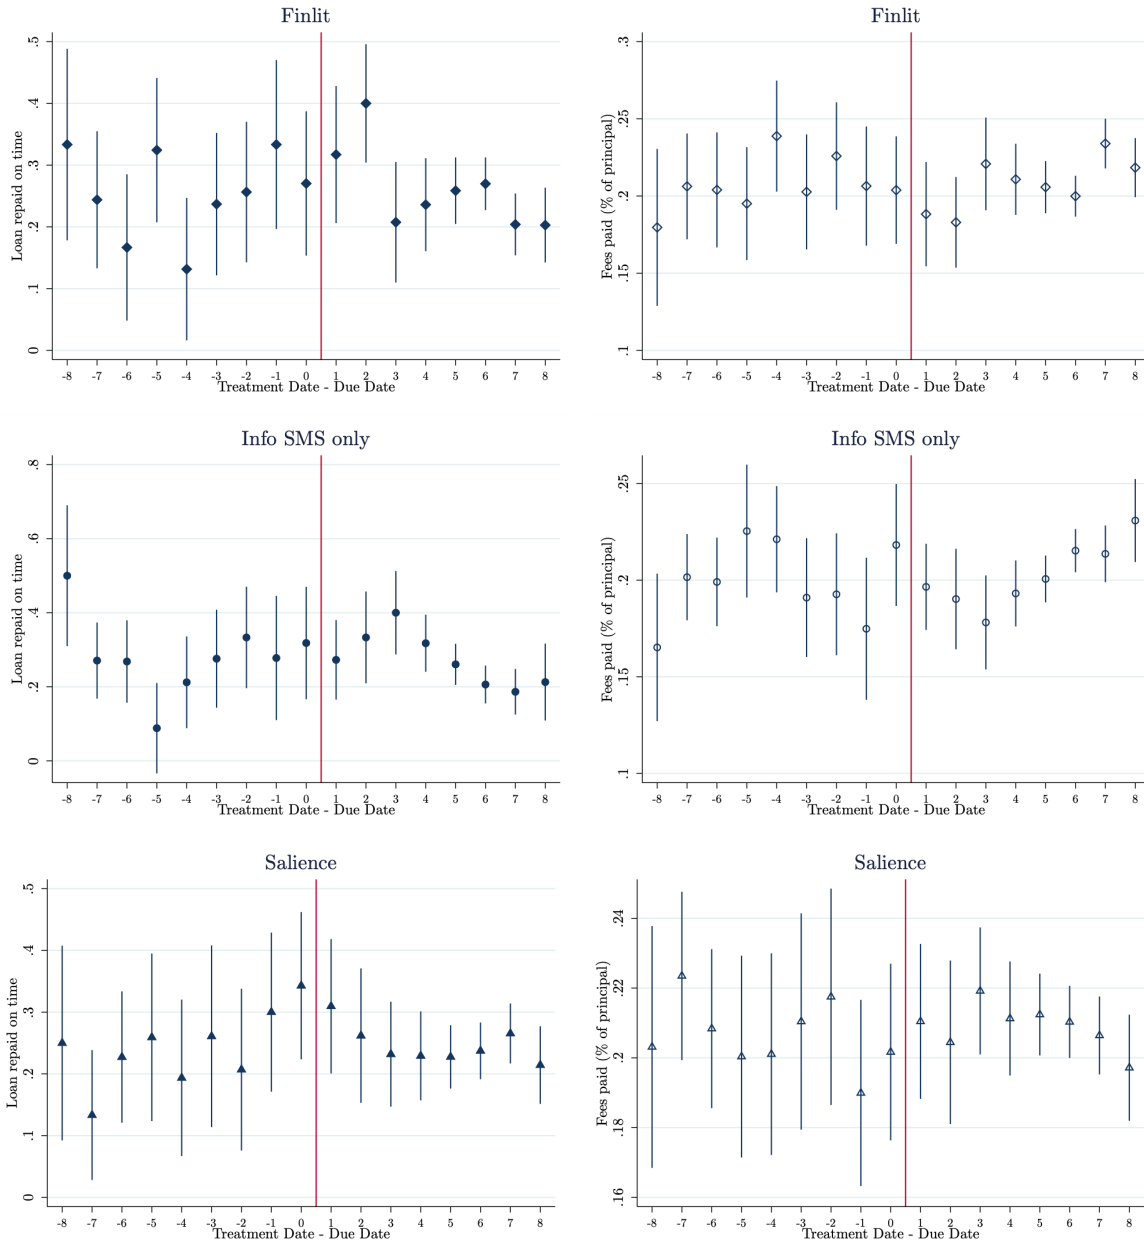 Finlit
Loan repaid on time
.5
.4
.3
.2
.1
0
-8 -7 -6 -5 -4 -3 -2 -1 0 1 2 3 4 5 6 7 8
Treatment Date - Due Date
Finlit
Fees paid (% of principal)
.3
.25
.2
.15
.1
-8 -7 -6 -5 -4 -3 -2 -1 0 1 2 3 4 5 6 7 8
Treatment Date - Due Date
Info SMS only
Loan repaid on time
.8
.6
.4
.2
0
-8 -7 -6 -5 -4 -3 -2 -1 0 1 2 3 4 5 6 7 8
Treatment Date - Due Date
Info SMS only
Fees paid (% of principal)
.25
.2
.15
.1
-8 -7 -6 -5 -4 -3 -2 -1 0 1 2 3 4 5 6 7 8
Treatment Date - Due Date
Salience
Loan repaid on time
.5
.4
.3
.2
.1
0
-8 -7 -6 -5 -4 -3 -2 -1 0 1 2 3 4 5 6 7 8
Treatment Date - Due Date
Salience
Fees paid (% of principal)
.24
.22
.2
.18
.16
-8 -7 -6 -5 -4 -3 -2 -1 0 1 2 3 4 5 6 7 8
Treatment Date - Due Date